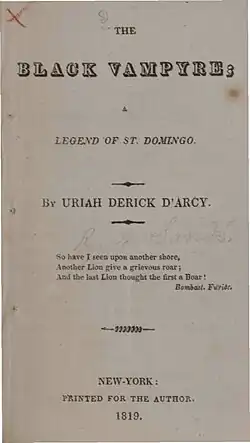 THE
BLACK VAMPYRE;
A
LEGEND OF ST. DOMINGO.
By URIAH DERICK D'ARCY.
So have I seen upon another shore,
Another Lion give a grievous roar;
And the last Lion thought the first a Boar!
Bombast. Furios.
NEW-YORK:
PRINTED FOR THE AUTHOR.
1819.